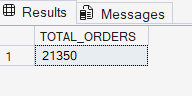 Results Messages
TOTAL_ORDERS
1 21350